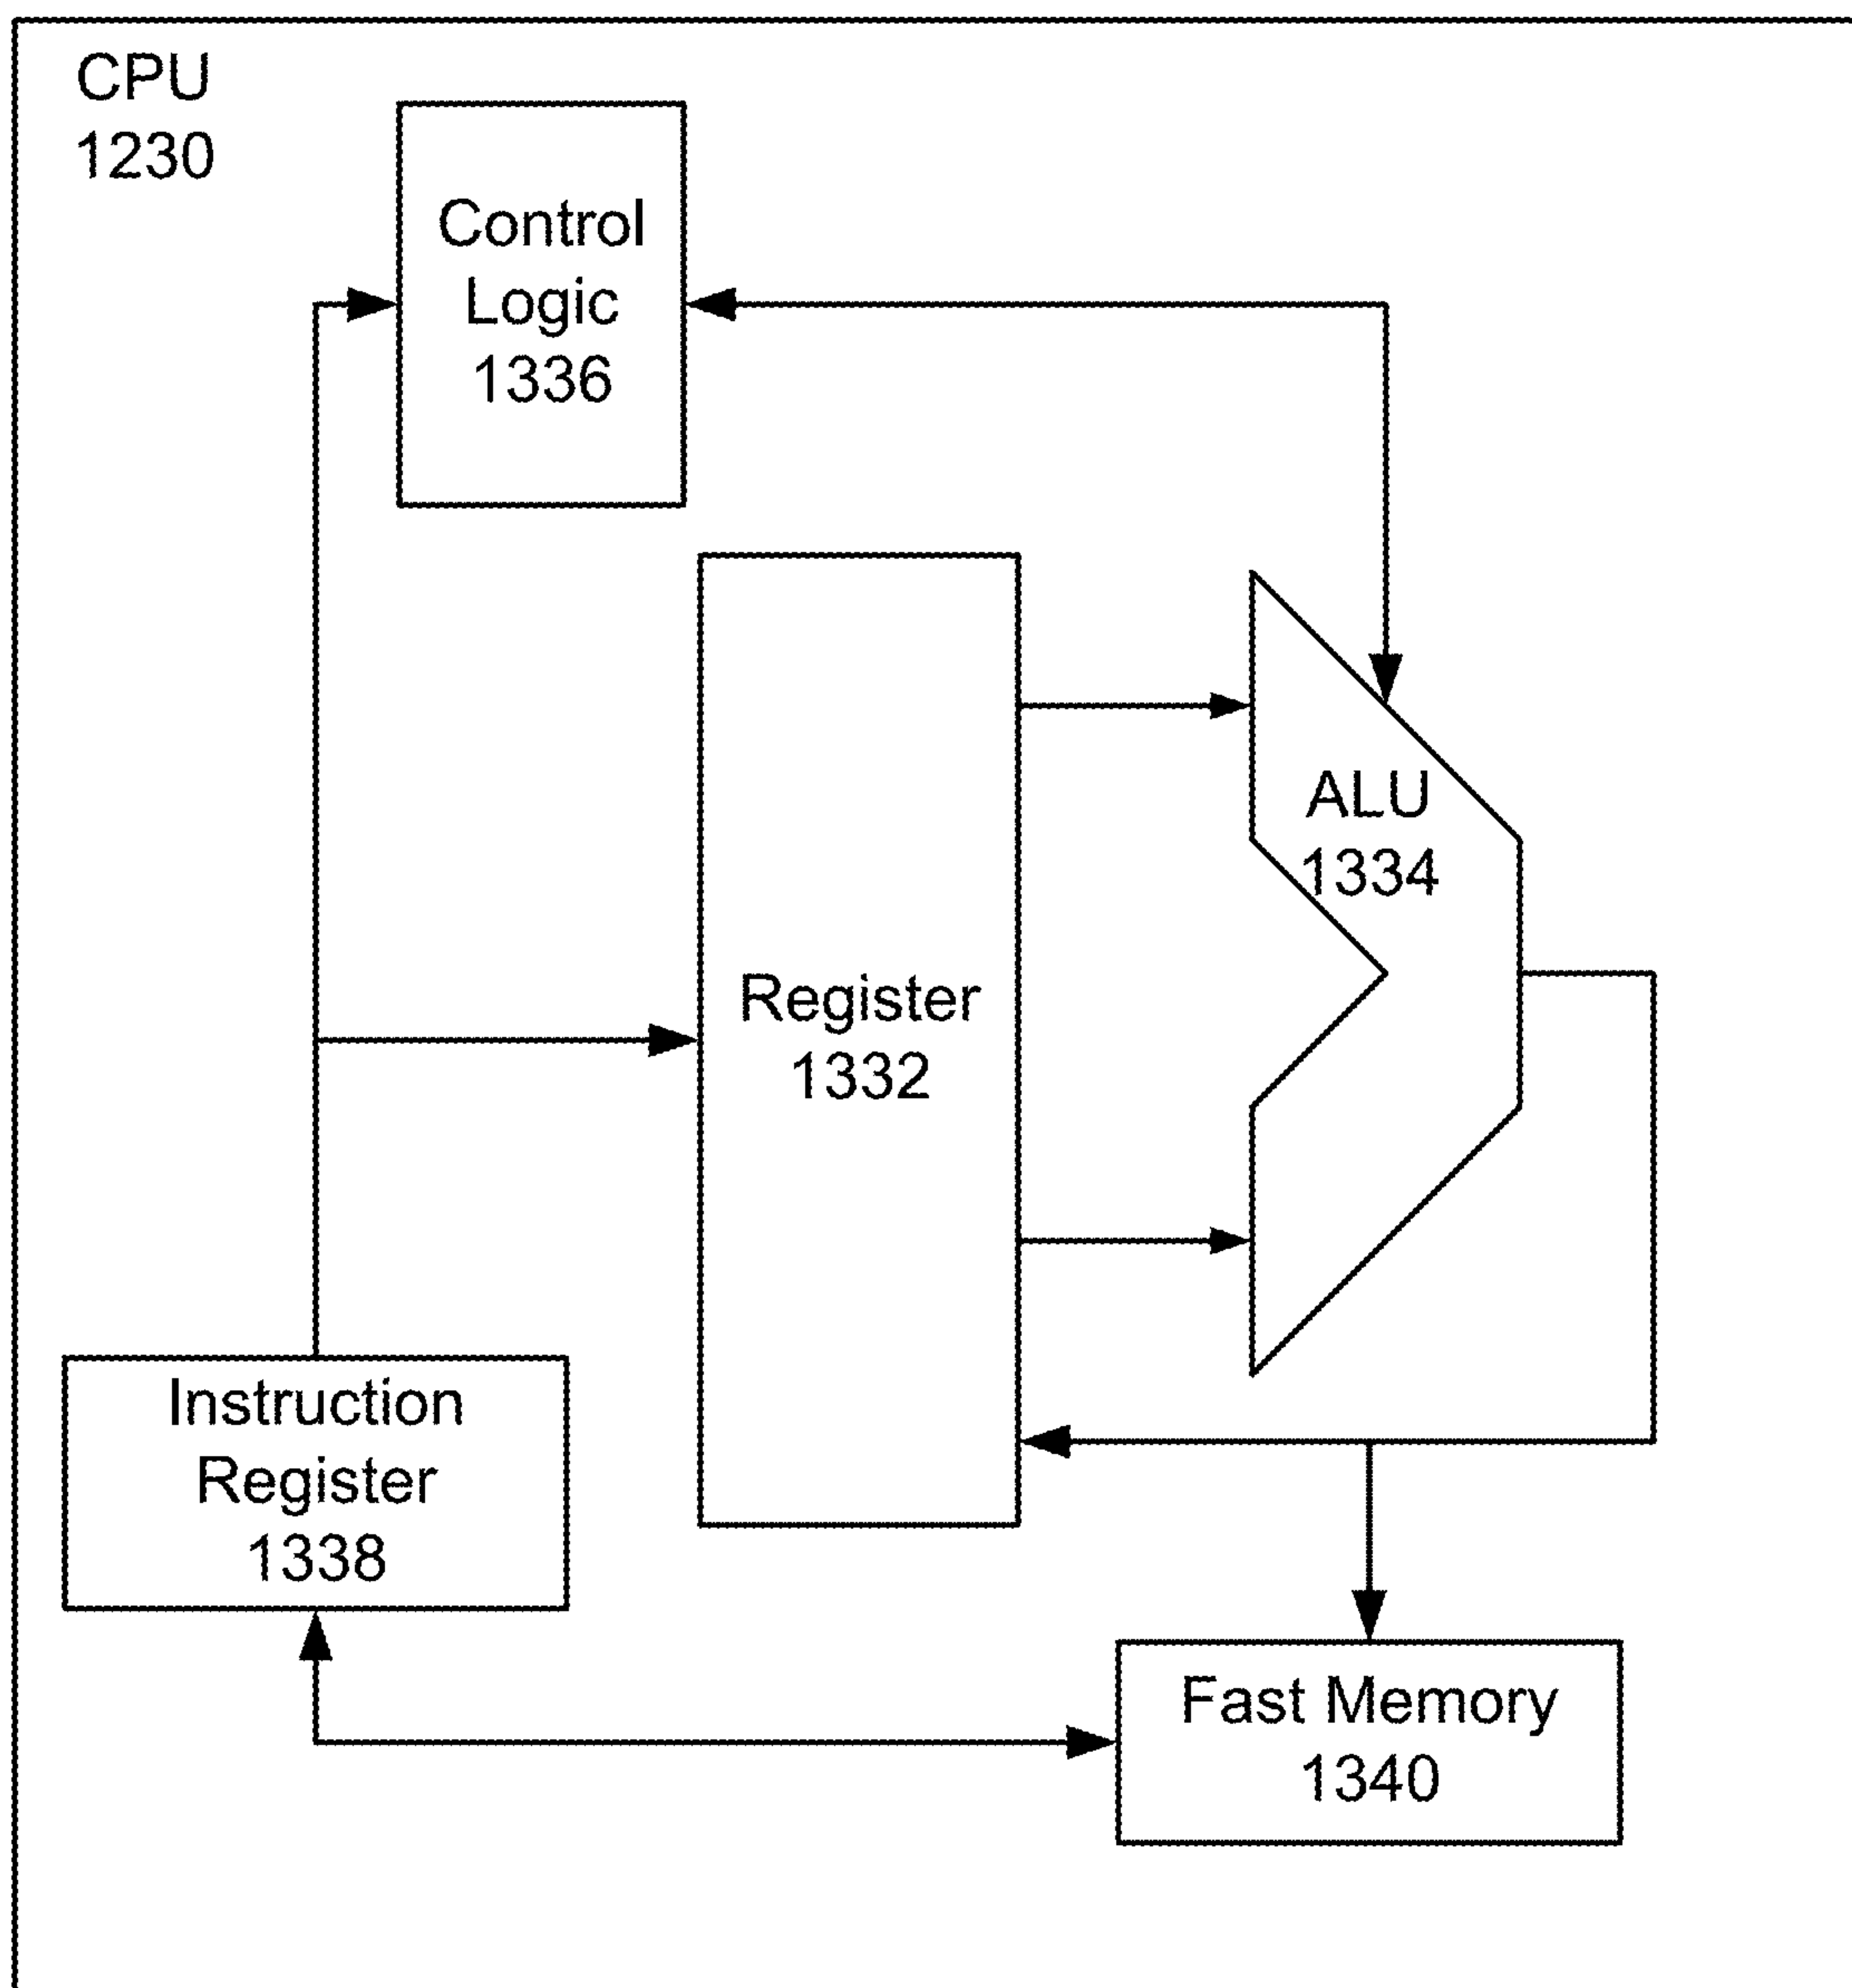 CPU
1230
Control
Logic
1336
ALU
1334
Register
1332
Instruction
Register
1338
Fast Memory
1340